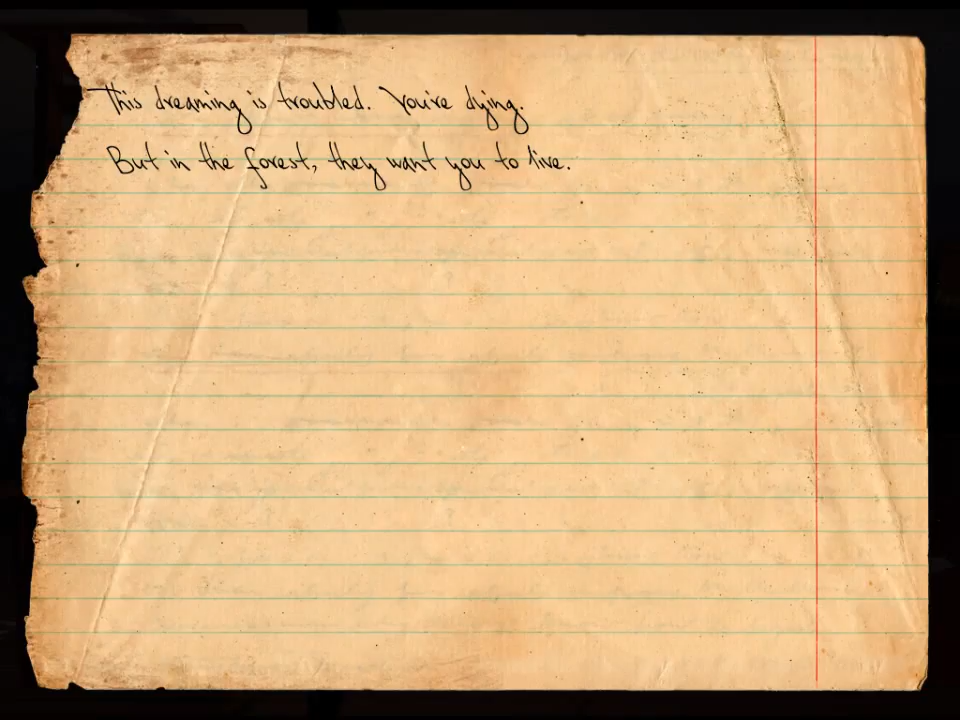 This dreaming is troubled. You're dying.
But in the forest, they want you to live.